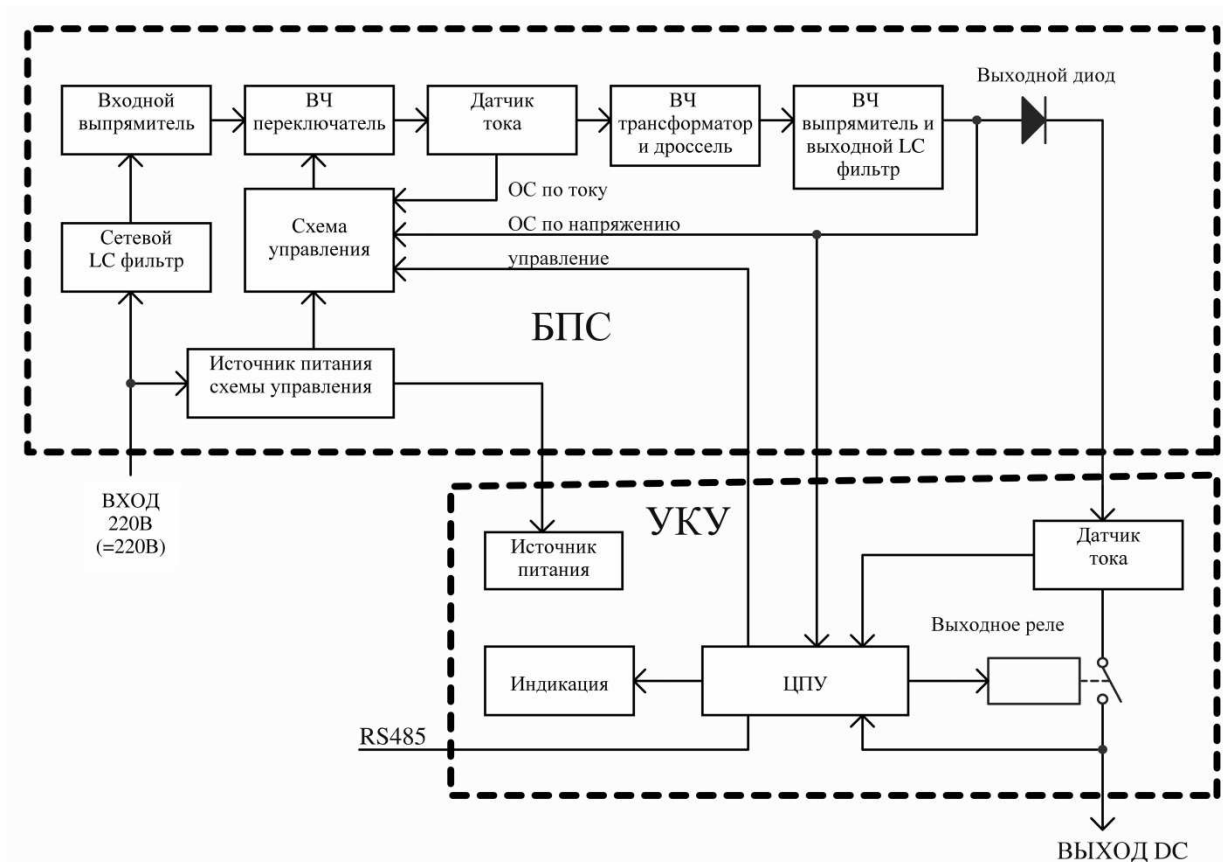 Выходной диод
Входной
выпрямитель
ВЧ
переключатель
Датчик
тока
ВЧ
трансформатор
и дроссель
ВЧ
выпрямитель и
выходной LC
фильтр
ОС по току
Сетевой
LC фильтр
Схема
управления
ОС по напряжению
управление
БПС
Источник питания
схемы управления
ВХОД
220В
(=220В)
УКУ
Источник
питания
Датчик
тока
Выходное реле
Индикация
ЦПУ
RS485
ВЫХОД DC